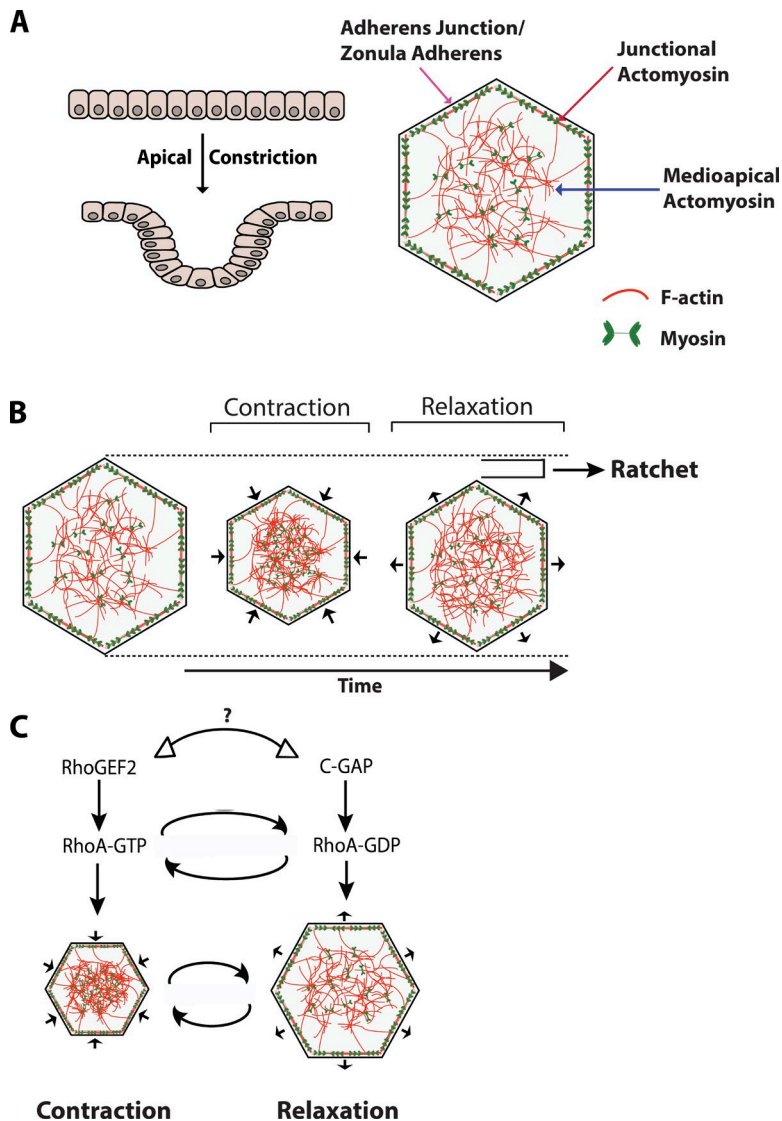 A
Adherens Junction/
Zonula Adherens
Junctional
Actomyosin
Apical Constriction
Medioapical
Actomyosin
F-actin
Myosin
B
Contraction
Relaxation
Ratchet
Time
C
?
RhoGEF2
C-GAP
RhoA-GTP
RhoA-GDP
Contraction
Relaxation